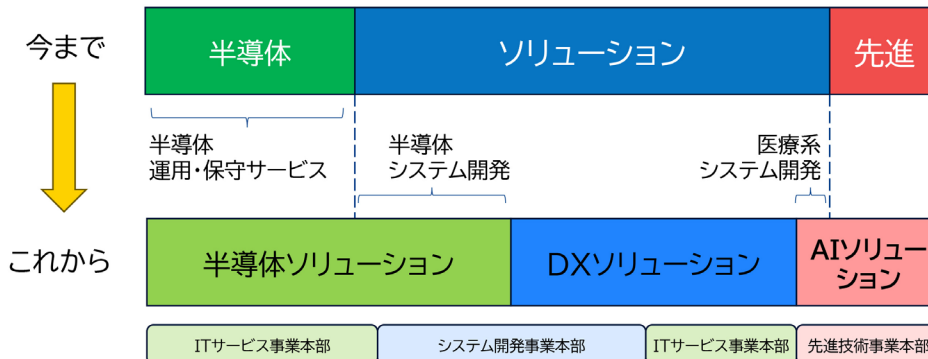 今まで
半導体
ソリューション
先進
半導体
運用・保守サービス
半導体
システム開発
医療系
システム開発
これから
半導体ソリューション
DXソリューション
AIソリュー
ション
ITサービス事業本部
システム開発事業本部
ITサービス事業本部
先進技術事業本部